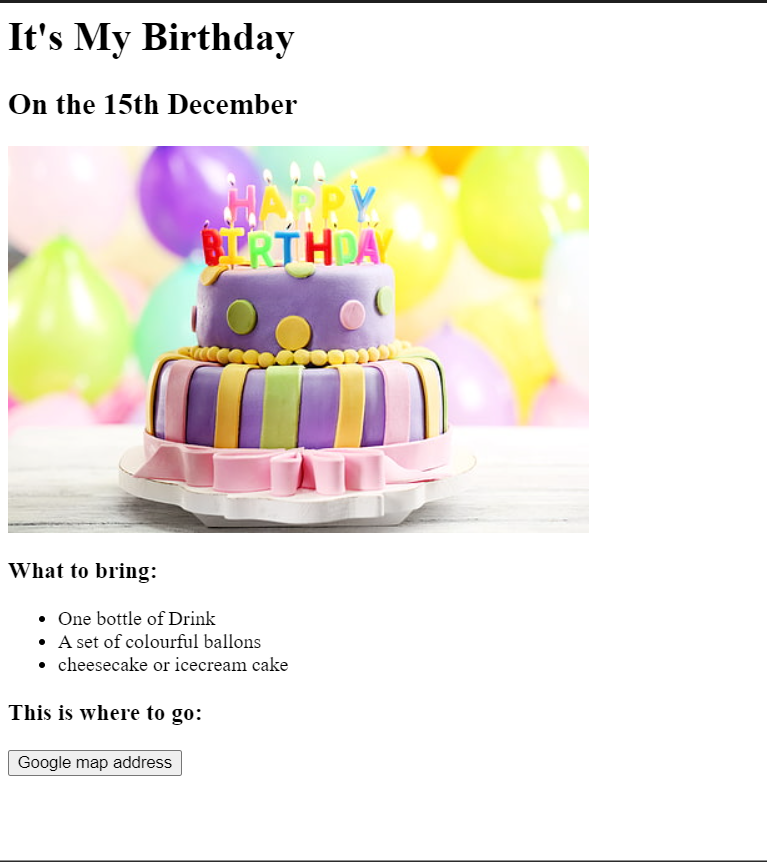 It's My Birthday
On the 15th December
HAPPY
BIRTHDAY
What to bring:
One bottle of Drink
A set of colourful ballons
cheesecake or icecream cake
This is where to go:
Google map address